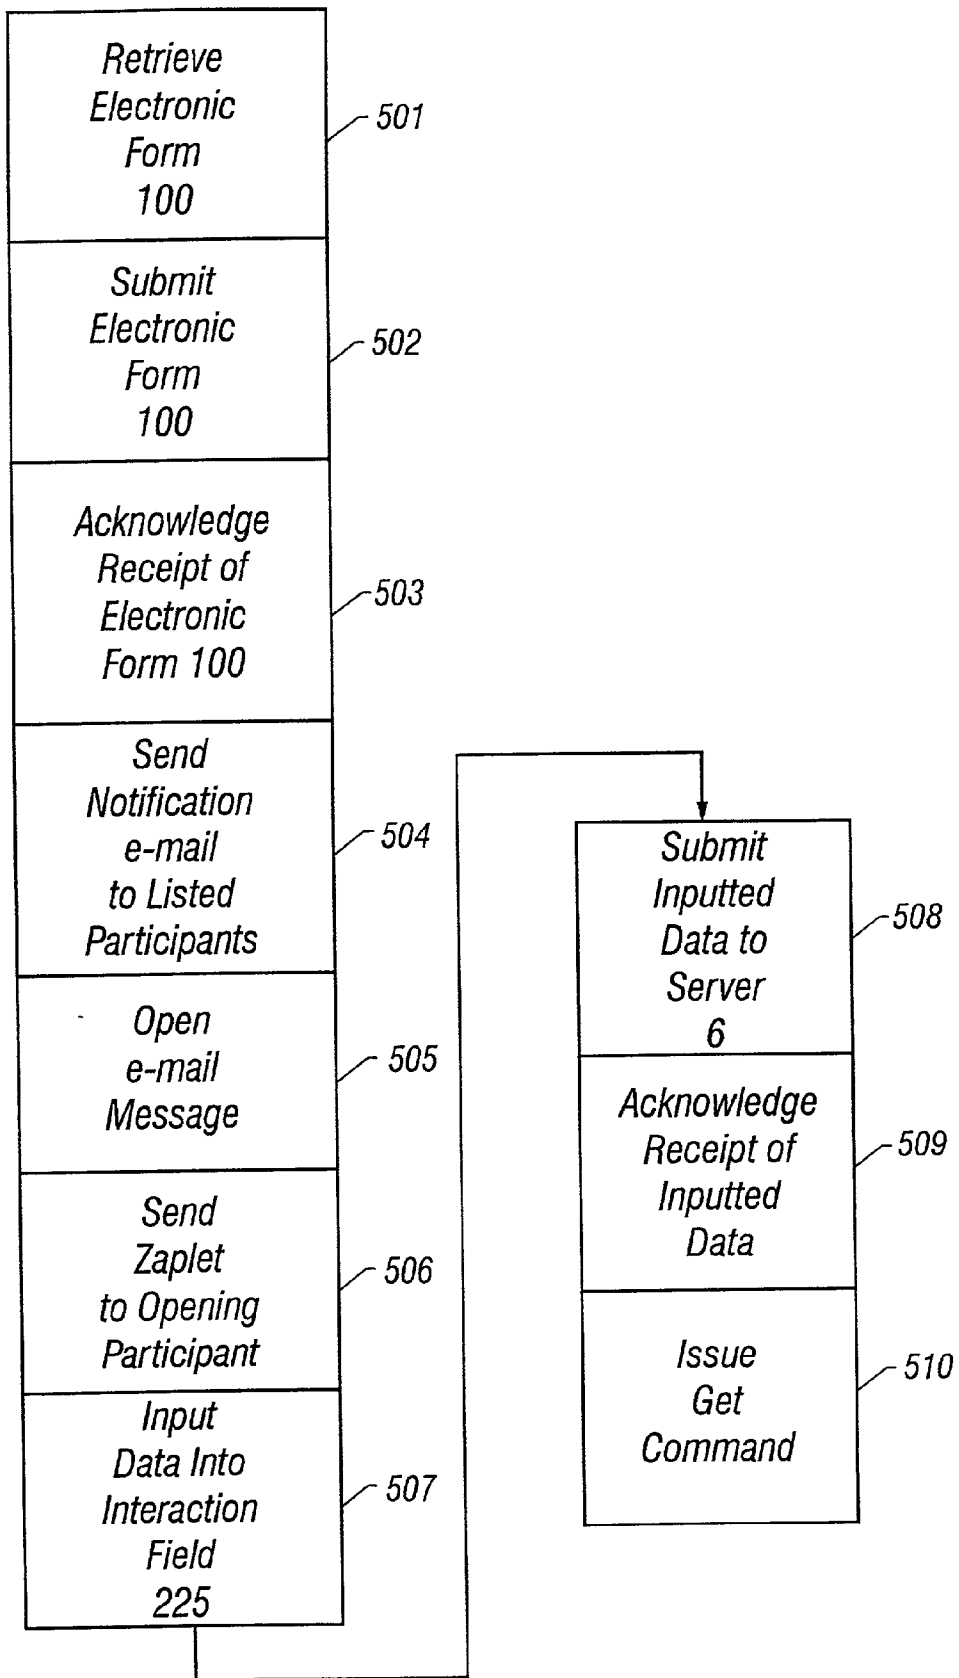 Retrieve
Electronic
Form
100
501
Submit
Electronic
Form
100
502
Acknowledge
Receipt of
Electronic
Form 100
503
Send
Notification
e-mail
to Listed
Participants
504
Open
e-mail
Message
505
Send
Zaplet
to Opening
Participant
506
Input
Data Into
Interaction
Field
225
507
Submit
Inputted
Data to
Server
6
508
Acknowledge
Receipt of
Inputted
Data
509
Issue
Get
Command
510